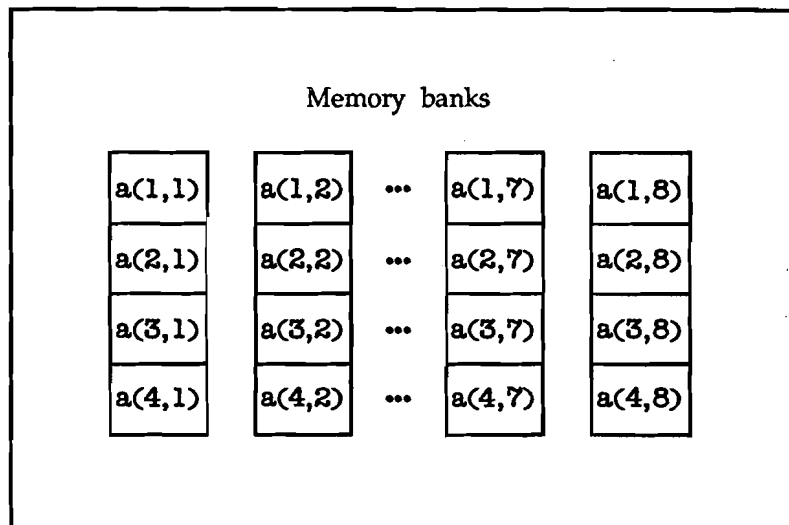 Memory banks
a(1,1) a(1,2) ••• a(1,7) a(1,8)
a(2,1) a(2,2) ••• a(2,7) a(2,8)
a(3,1) a(3,2) ••• a(3,7) a(3,8)
a(4,1) a(4,2) ••• a(4,7) a(4,8)